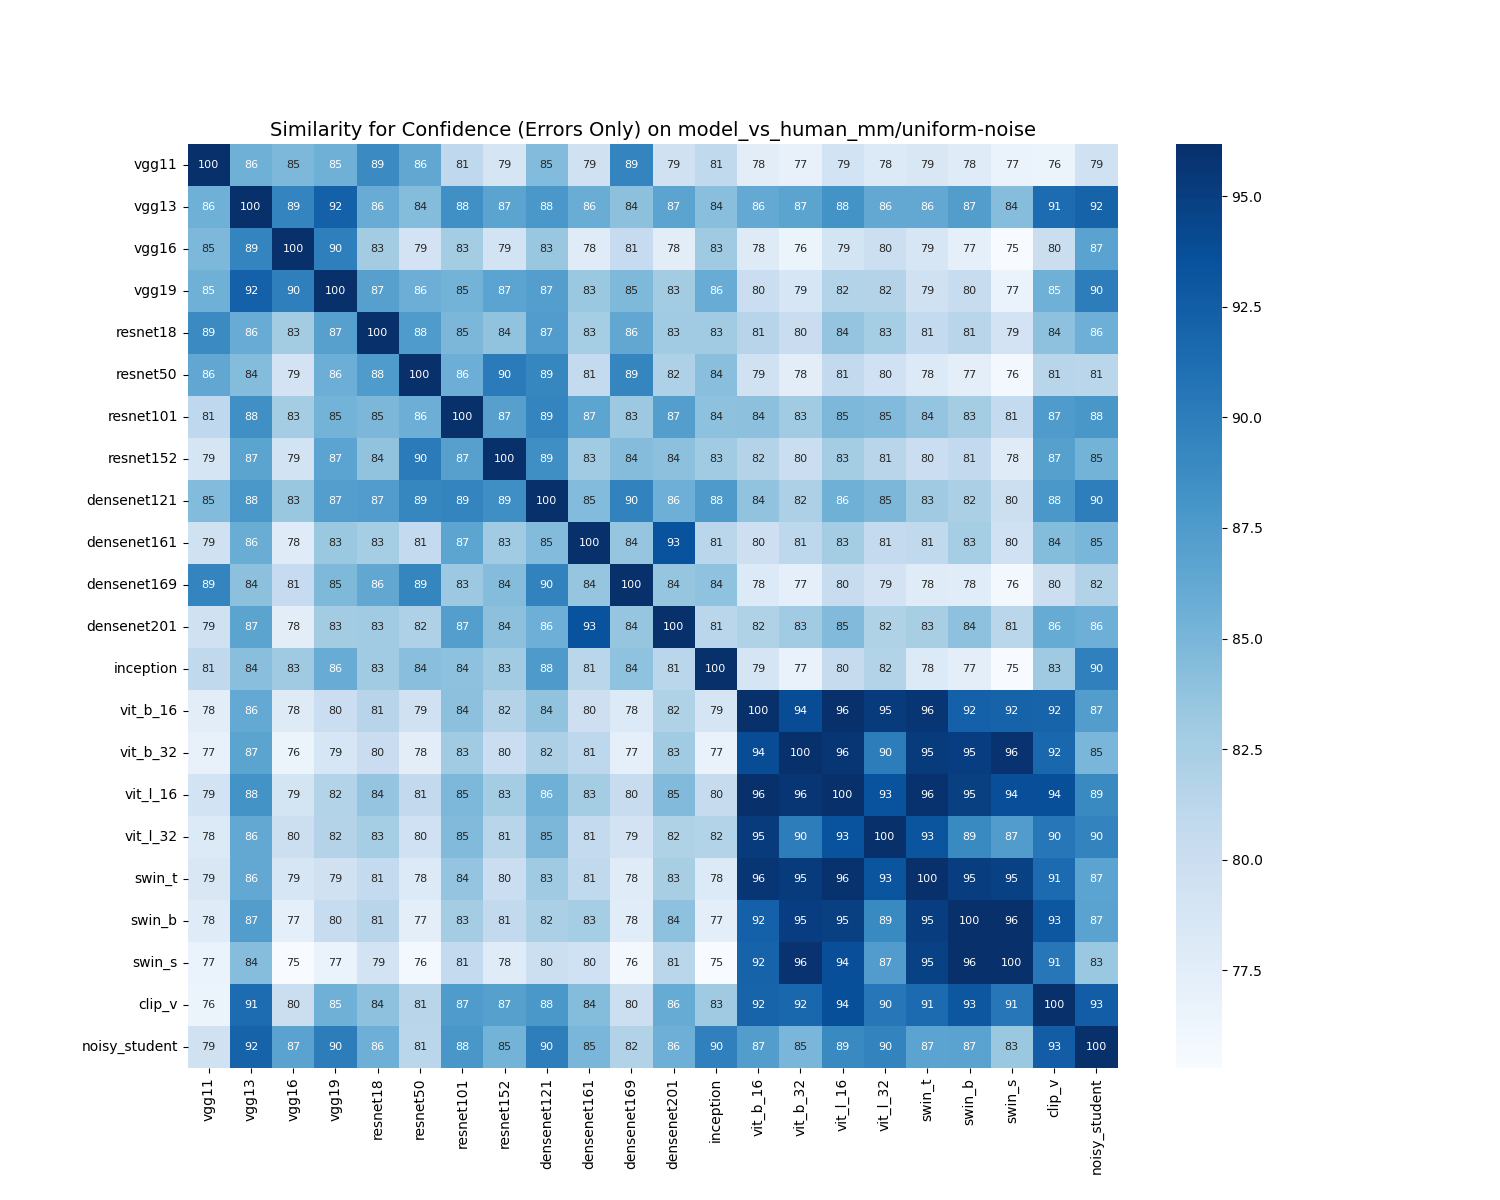 Similarity for Confidence (Errors Only) on model_vs_human_mm/uniform-noise
vgg11 100 86 85 85 89 86 81 79 85 79 89 79 81 78 77 79 78 79 78 77 76 79
vgg13 86 100 89 92 86 84 88 87 88 86 84 87 84 86 87 88 86 86 87 84 91 92
vgg16 85 89 100 90 83 79 83 79 83 78 81 78 83 78 76 79 80 79 77 75 80 87
vgg19 85 92 90 100 87 86 85 87 87 83 85 83 86 80 79 82 82 79 80 77 85 90
resnet18 89 86 83 87 100 88 85 84 87 83 86 83 83 81 80 84 83 81 81 79 84 86
resnet50 86 84 79 86 88 100 86 90 89 81 89 82 84 79 78 81 80 78 77 76 81 81
resnet101 81 88 83 85 85 86 100 87 89 87 83 87 84 84 83 85 85 84 83 81 87 88
resnet152 79 87 79 87 84 90 87 100 89 83 84 84 83 82 80 83 81 80 81 78 87 85
densenet121 85 88 83 87 87 89 89 89 100 85 90 86 88 84 82 86 85 83 82 80 88 90
densenet161 79 86 78 83 83 81 87 83 85 100 84 93 81 80 81 83 81 81 83 80 84 85
densenet169 89 84 81 85 86 89 83 84 90 84 100 84 84 78 77 80 79 78 78 76 80 82
densenet201 79 87 78 83 83 82 87 84 86 93 84 100 81 82 83 85 82 83 84 81 86 86
inception 81 84 83 86 83 84 84 83 88 81 84 81 100 79 77 80 82 78 77 75 83 90
vit_b_16 78 86 78 80 81 79 84 82 84 80 78 82 79 100 94 96 95 96 92 92 92 87
vit_b_32 77 87 76 79 80 78 83 80 82 81 77 83 77 94 100 96 90 95 95 96 92 85
vit_l_16 79 88 79 82 84 81 85 83 86 83 80 85 80 96 96 100 93 96 95 94 94 89
vit_l_32 78 86 80 82 83 80 85 81 85 81 79 82 82 95 90 93 100 93 89 87 90 90
swin_t 79 86 79 79 81 78 84 80 83 81 78 83 78 96 95 96 93 100 95 95 91 87
swin_b 78 87 77 80 81 77 83 81 82 83 78 84 77 92 95 95 89 95 100 96 93 87
swin_s 77 84 75 77 79 76 81 78 80 80 76 81 75 92 96 94 87 95 96 100 91 83
clip_v 76 91 80 85 84 81 87 87 88 84 80 86 83 92 92 94 90 91 93 91 100 93
noisy_student 79 92 87 90 86 81 88 85 90 85 82 86 90 87 85 89 90 87 87 83 93 100
vgg11
vgg13
vgg16
vgg19
resnet18
resnet50
resnet101
resnet152
densenet121
densenet161
densenet169
densenet201
inception
vit_b_16
vit_b_32
vit_l_16
vit_l_32
swin_t
swin_b
swin_s
clip_v
noisy_student
95.0
92.5
90.0
87.5
85.0
82.5
80.0
77.5